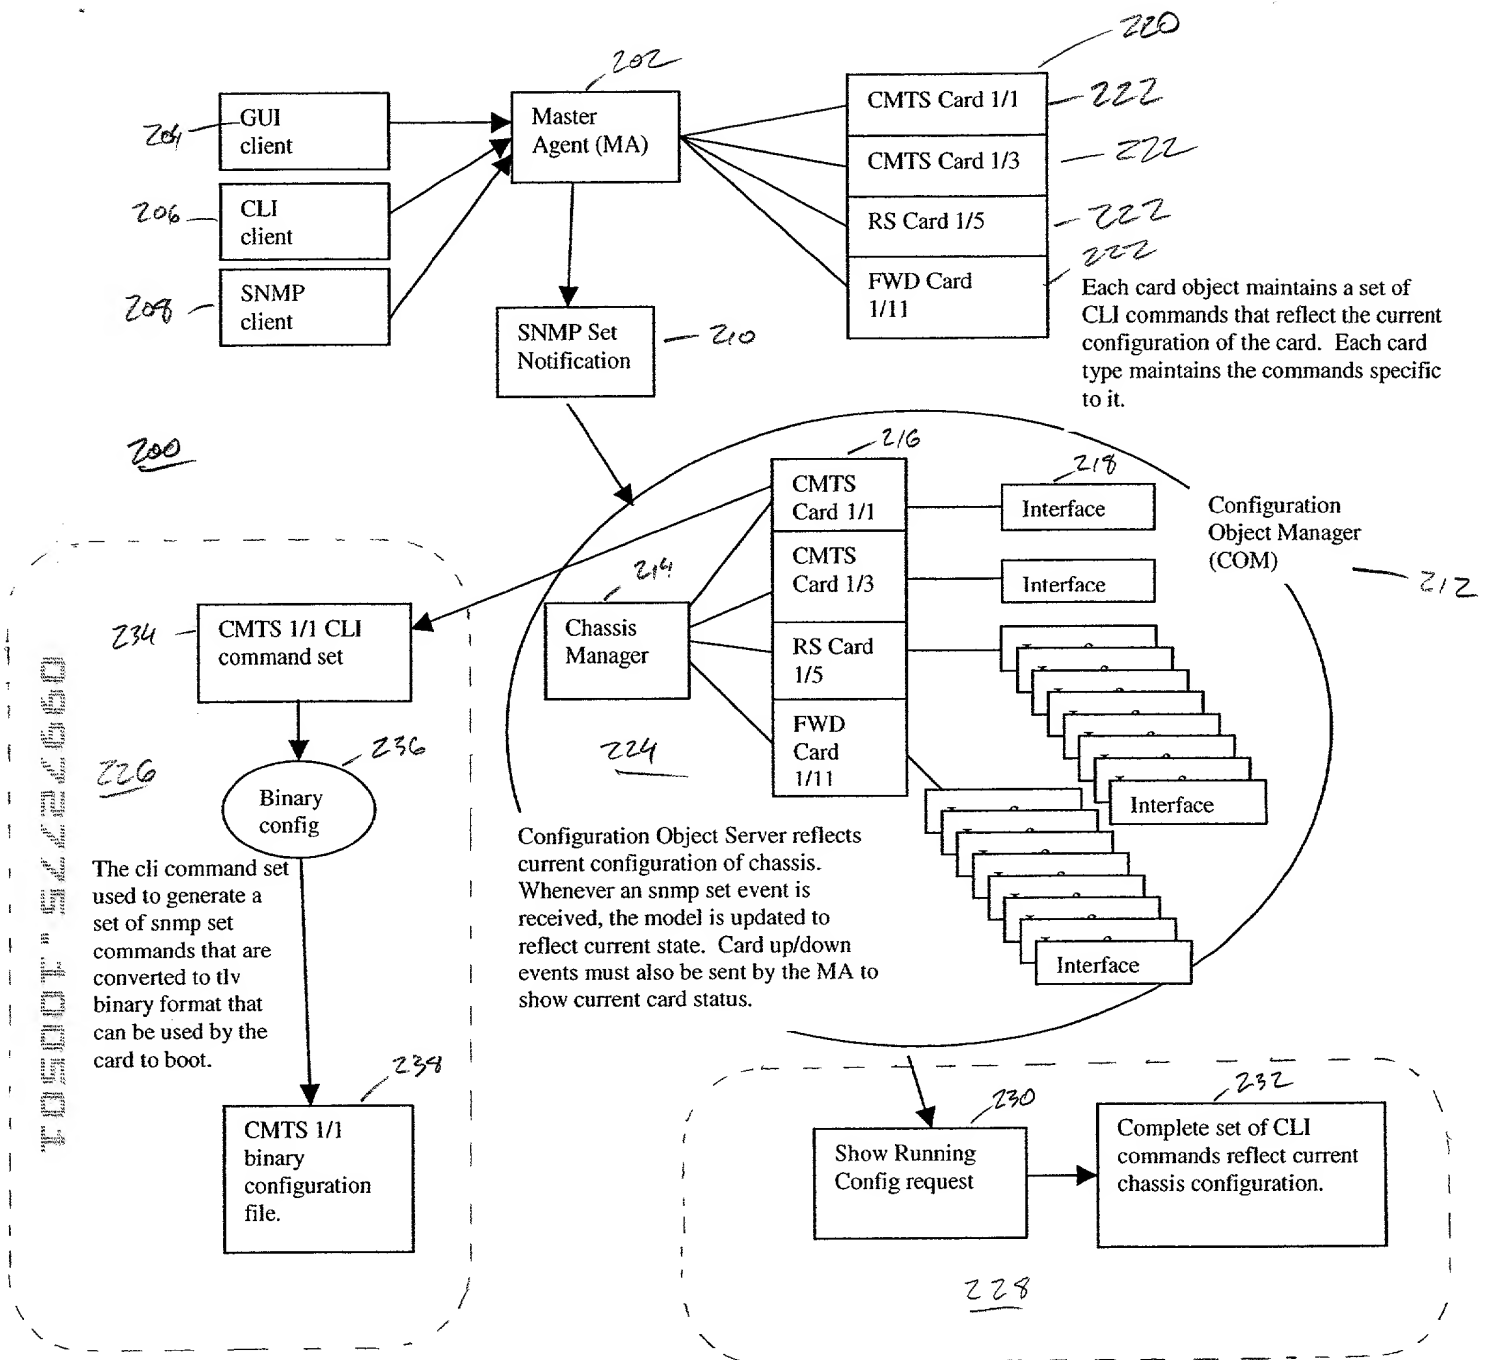 220
202
GUI
client
204
Master
Agent (MA)
CMTS Card 1/1
222
CMTS Card 1/3
222
206
CLI
client
RS Card 1/5
222
208
SNMP
client
FWD Card
1/11
222
SNMP Set
Notification
210
Each card object maintains a set of
CLI commands that reflect the current
configuration of the card. Each card
type maintains the commands specific
to it.
200
216
218
CMTS
Card 1/1
Interface
Configuration
Object Manager
(COM)
212
CMTS
Card 1/3
Interface
214
Chassis
Manager
RS Card
1/5
FWD
Card
1/11
224
Interface
Interface
234
CMTS 1/1 CLI
command set
236
226
Binary
config
The cli command set
used to generate a
set of snmp set
commands that are
converted to tlv
binary format that
can be used by the
card to boot.
Configuration Object Server reflects
current configuration of chassis.
Whenever an snmp set event is
received, the model is updated to
reflect current state. Card up/down
events must also be sent by the MA to
show current card status.
238
CMTS 1/1
binary
configuration
file.
230
232
Show Running
Config request
Complete set of CLI
commands reflect current
chassis configuration.
228
09972775.100501